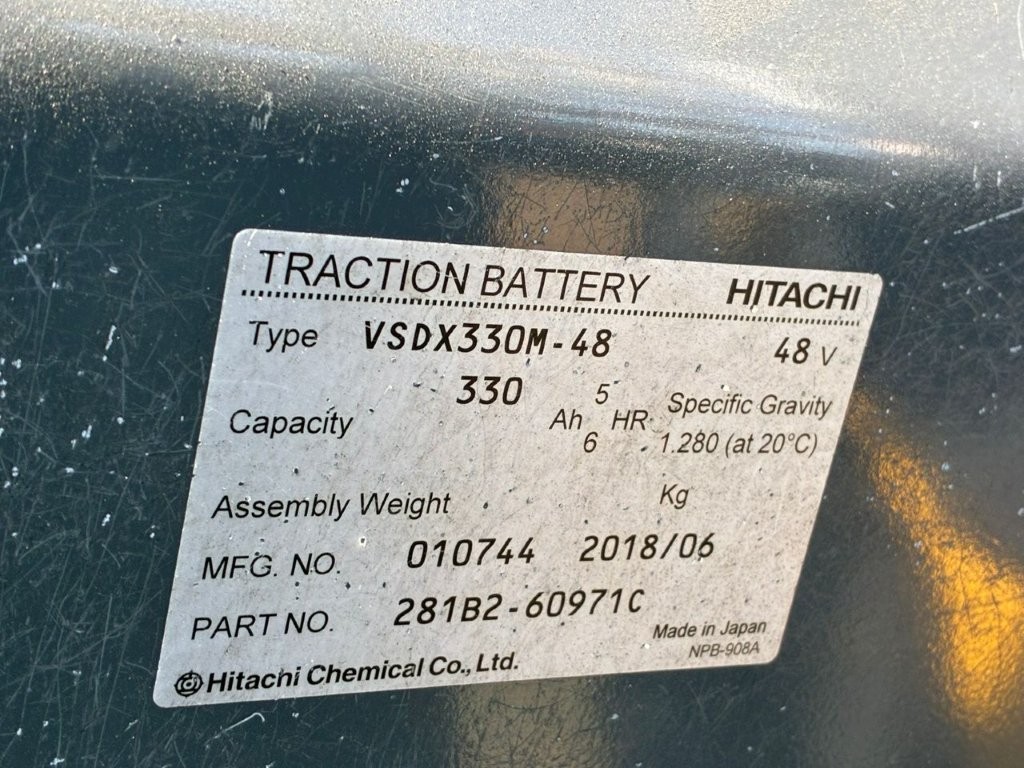 TRACTION BATTERY HITACHI
Type VSDX330M-48 48 V
Capacity 330 Ah 5 HR Specific Gravity
6 1.280 (at 20°C)
Assembly Weight Kg
MFG. NO. 010744 2018/06
PART NO. 281B2-60971C
Made in Japan
NPB-908A
Hitachi Chemical Co., Ltd.